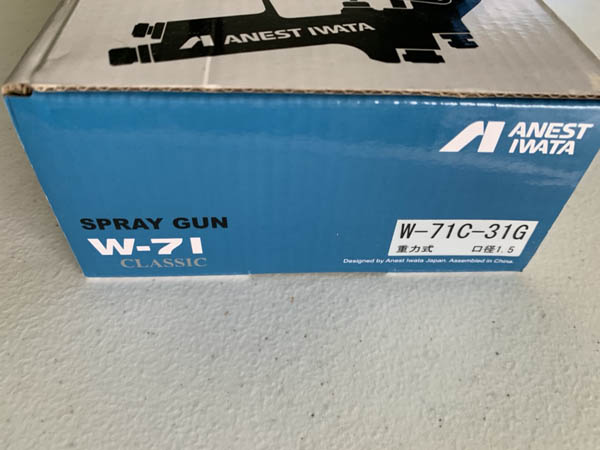 ANEST IWATA
ANEST
IWATA
SPRAY GUN
W-71
CLASSIC
W-71C-31G
重力式 口径1.5
Designed by Anest Iwata Japan. Assembled in China.